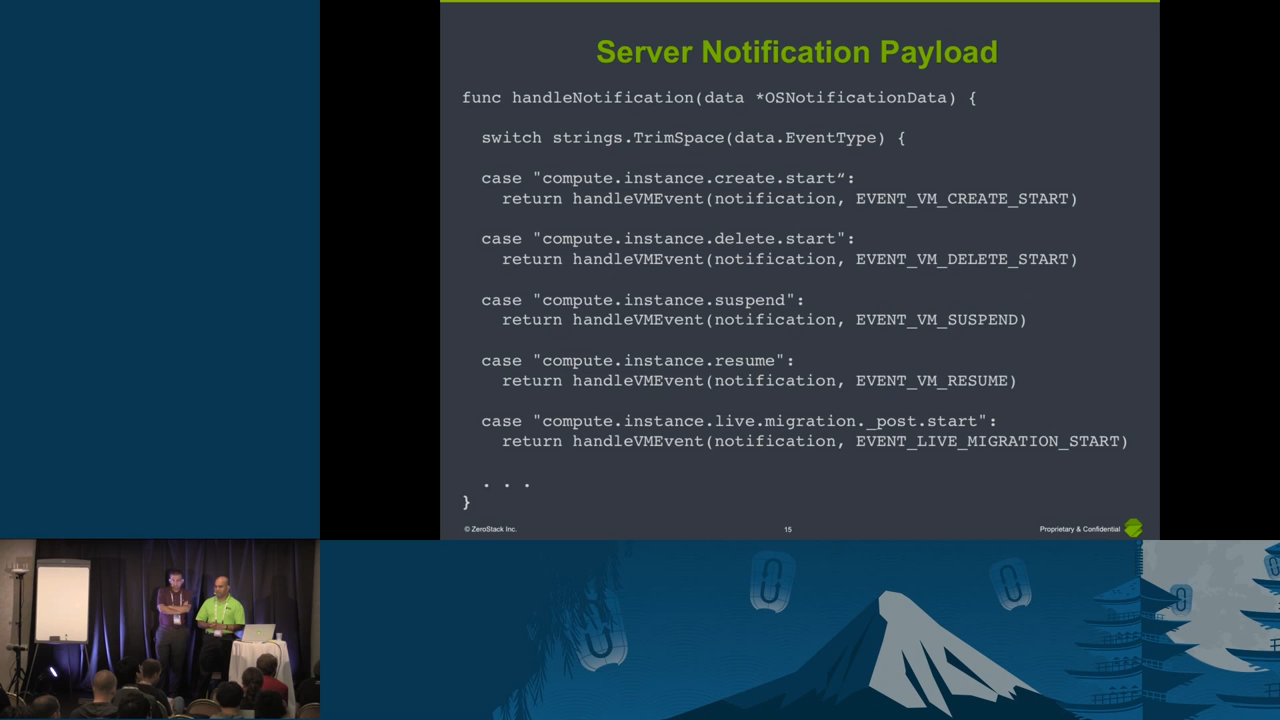 Server Notification Payload
func handleNotification(data *OSNotificationData) {
switch strings.TrimSpace(data.EventType) {
case "compute.instance.create.start“:
return handleVMEvent(notification, EVENT_VM_CREATE_START)
case "compute.instance.delete.start":
return handleVMEvent(notification, EVENT_VM_DELETE_START)
case "compute.instance.suspend":
return handleVMEvent(notification, EVENT_VM_SUSPEND)
case "compute.instance.resume":
return handleVMEvent(notification, EVENT_VM_RESUME)
case "compute.instance.live.migration._post.start":
return handleVMEvent(notification, EVENT_LIVE_MIGRATION_START)
. . .
}
© ZeroStack Inc.
15
Proprietary & Confidential